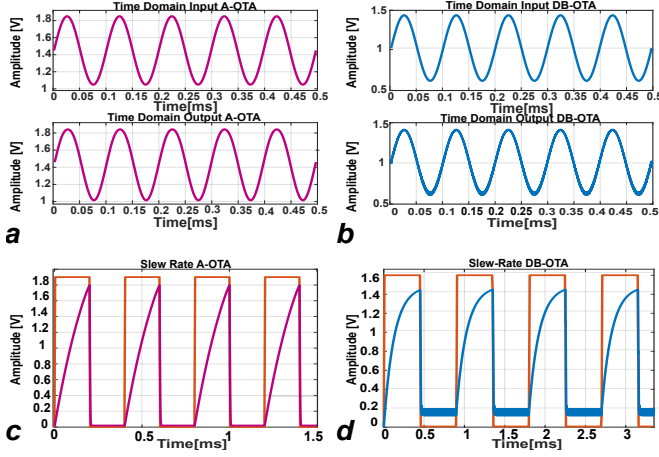 Time Domain Input A-OTA
Amplitude [V]
1.8
1.6
1.4
1.2
1
0 0.05 0.1 0.15 0.2 0.25 0.3 0.35 0.4 0.45 0.5
Time[ms]
Time Domain Output A-OTA
1.8
1.6
1.4
1.2
1
0 0.05 0.1 0.15 0.2 0.25 0.3 0.35 0.4 0.45 0.5
Time[ms]
Amplitude [V]
a
Time Domain Input DB-OTA
Amplitude [V]
1.5
1
0.5
0 0.05 0.1 0.15 0.2 0.25 0.3 0.35 0.4 0.45 0.5
Time[ms]
Time Domain Output DB-OTA
Amplitude [V]
1.5
1
0.5
0 0.05 0.1 0.15 0.2 0.25 0.3 0.35 0.4 0.45 0.5
Time[ms]
b
Slew Rate A-OTA
Amplitude [V]
1.8
1.6
1.4
1.2
1
0.8
0.6
0.4
0.2
0
0 0.5 1 1.5
Time[ms]
c
Slew-Rate DB-OTA
Amplitude [V]
1.6
1.4
1.2
1
0.8
0.6
0.4
0.2
0
0 0.5 1 1.5 2 2.5 3
Time[ms]
d